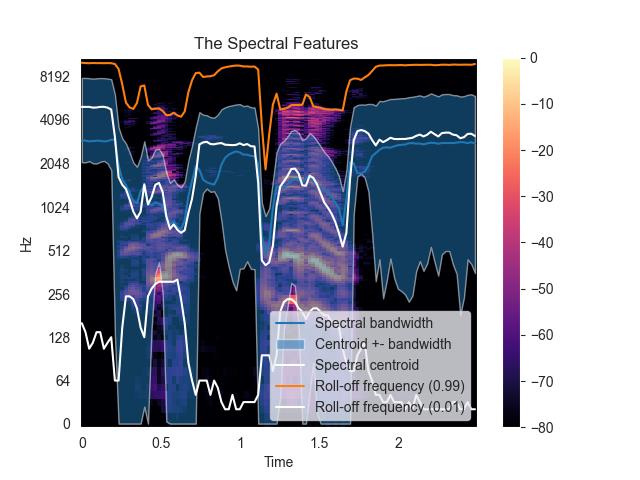 The Spectral Features
8192
4096
2048
1024
512
256
128
64
0
Hz
0
0.5
1
1.5
2
Time
Spectral bandwidth
Centroid +- bandwidth
Spectral centroid
Roll-off frequency (0.99)
Roll-off frequency (0.01)
0
−10
−20
−30
−40
−50
−60
−70
−80